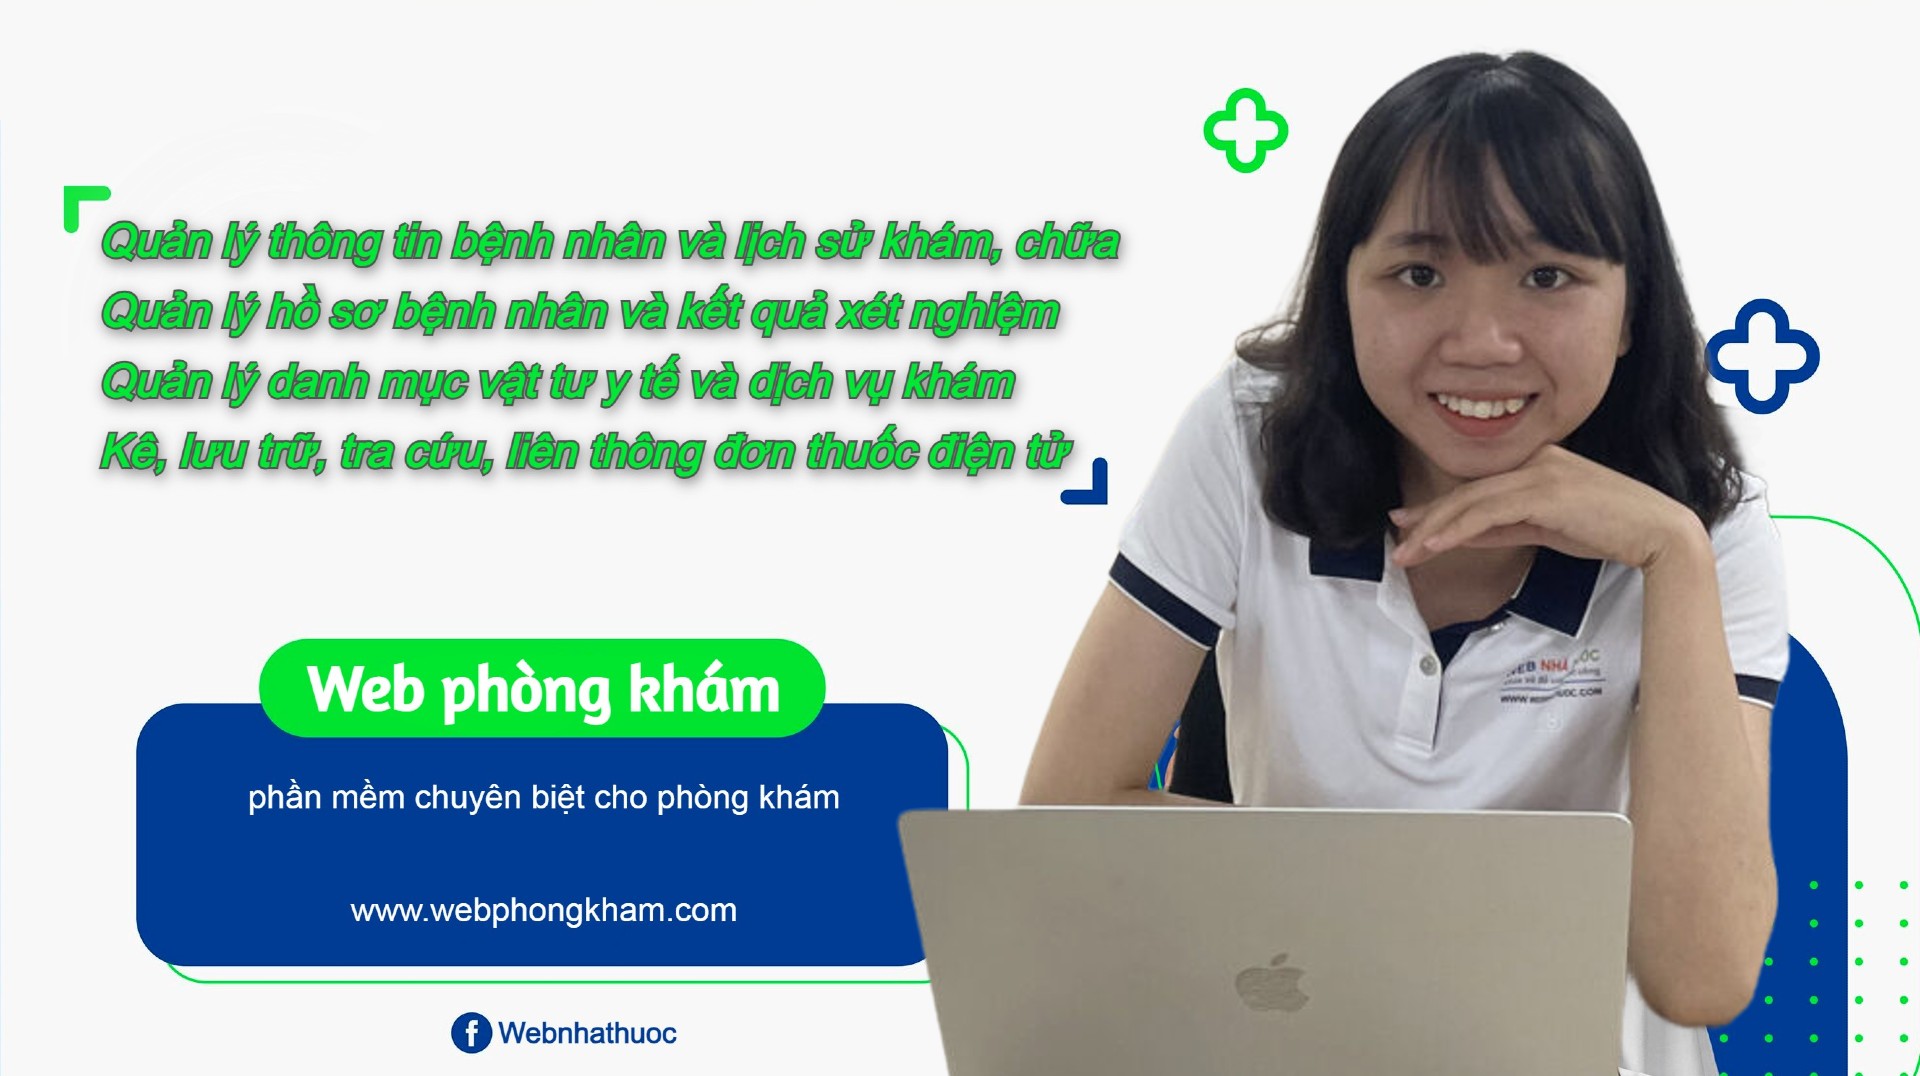 Quản lý thông tin bệnh nhân và lịch sử khám, chữa
Quản lý hồ sơ bệnh nhân và kết quả xét nghiệm
Quản lý danh mục vật tư y tế và dịch vụ khám
Kê, lưu trữ, tra cứu, liên thông đơn thuốc điện tử
Web phòng khám
phần mềm chuyên biệt cho phòng khám
www.webphongkham.com
Webnhathuoc